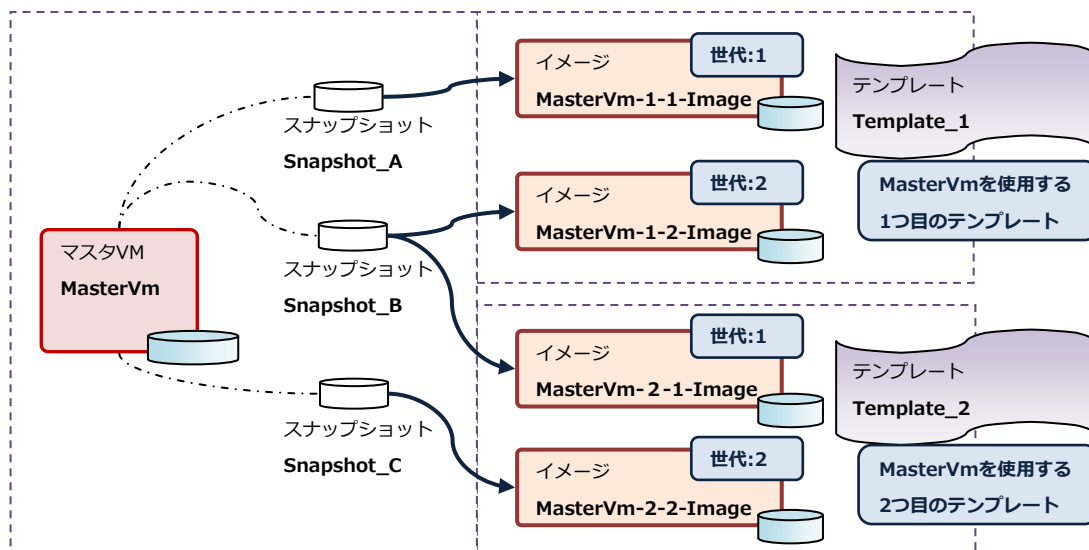 マスタVM
MasterVm
スナップショット
Snapshot_A
スナップショット
Snapshot_B
スナップショット
Snapshot_C
世代:1
イメージ
MasterVm-1-1-Image
世代:2
イメージ
MasterVm-1-2-Image
テンプレート
Template_1
MasterVmを使用する
1つ目のテンプレート
世代:1
イメージ
MasterVm-2-1-Image
世代:2
イメージ
MasterVm-2-2-Image
テンプレート
Template_2
MasterVmを使用する
2つ目のテンプレート